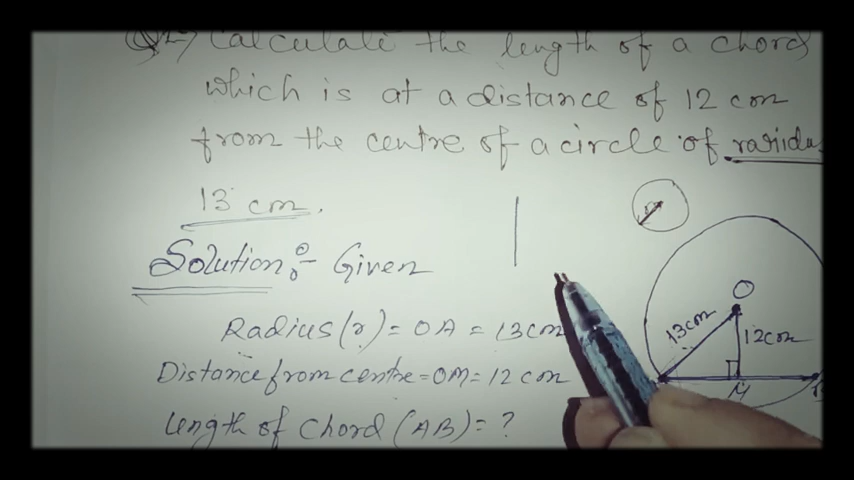 Q2) Calculate the length of a chord
which is at a distance of 12 cm
from the centre of a circle of
13 cm.
Solution:- Given
Radius (r) = OA = 13cm
Distance from centre = OM = 12 cm
Length of chord (AB) = ?
O
13cm
12cm
M